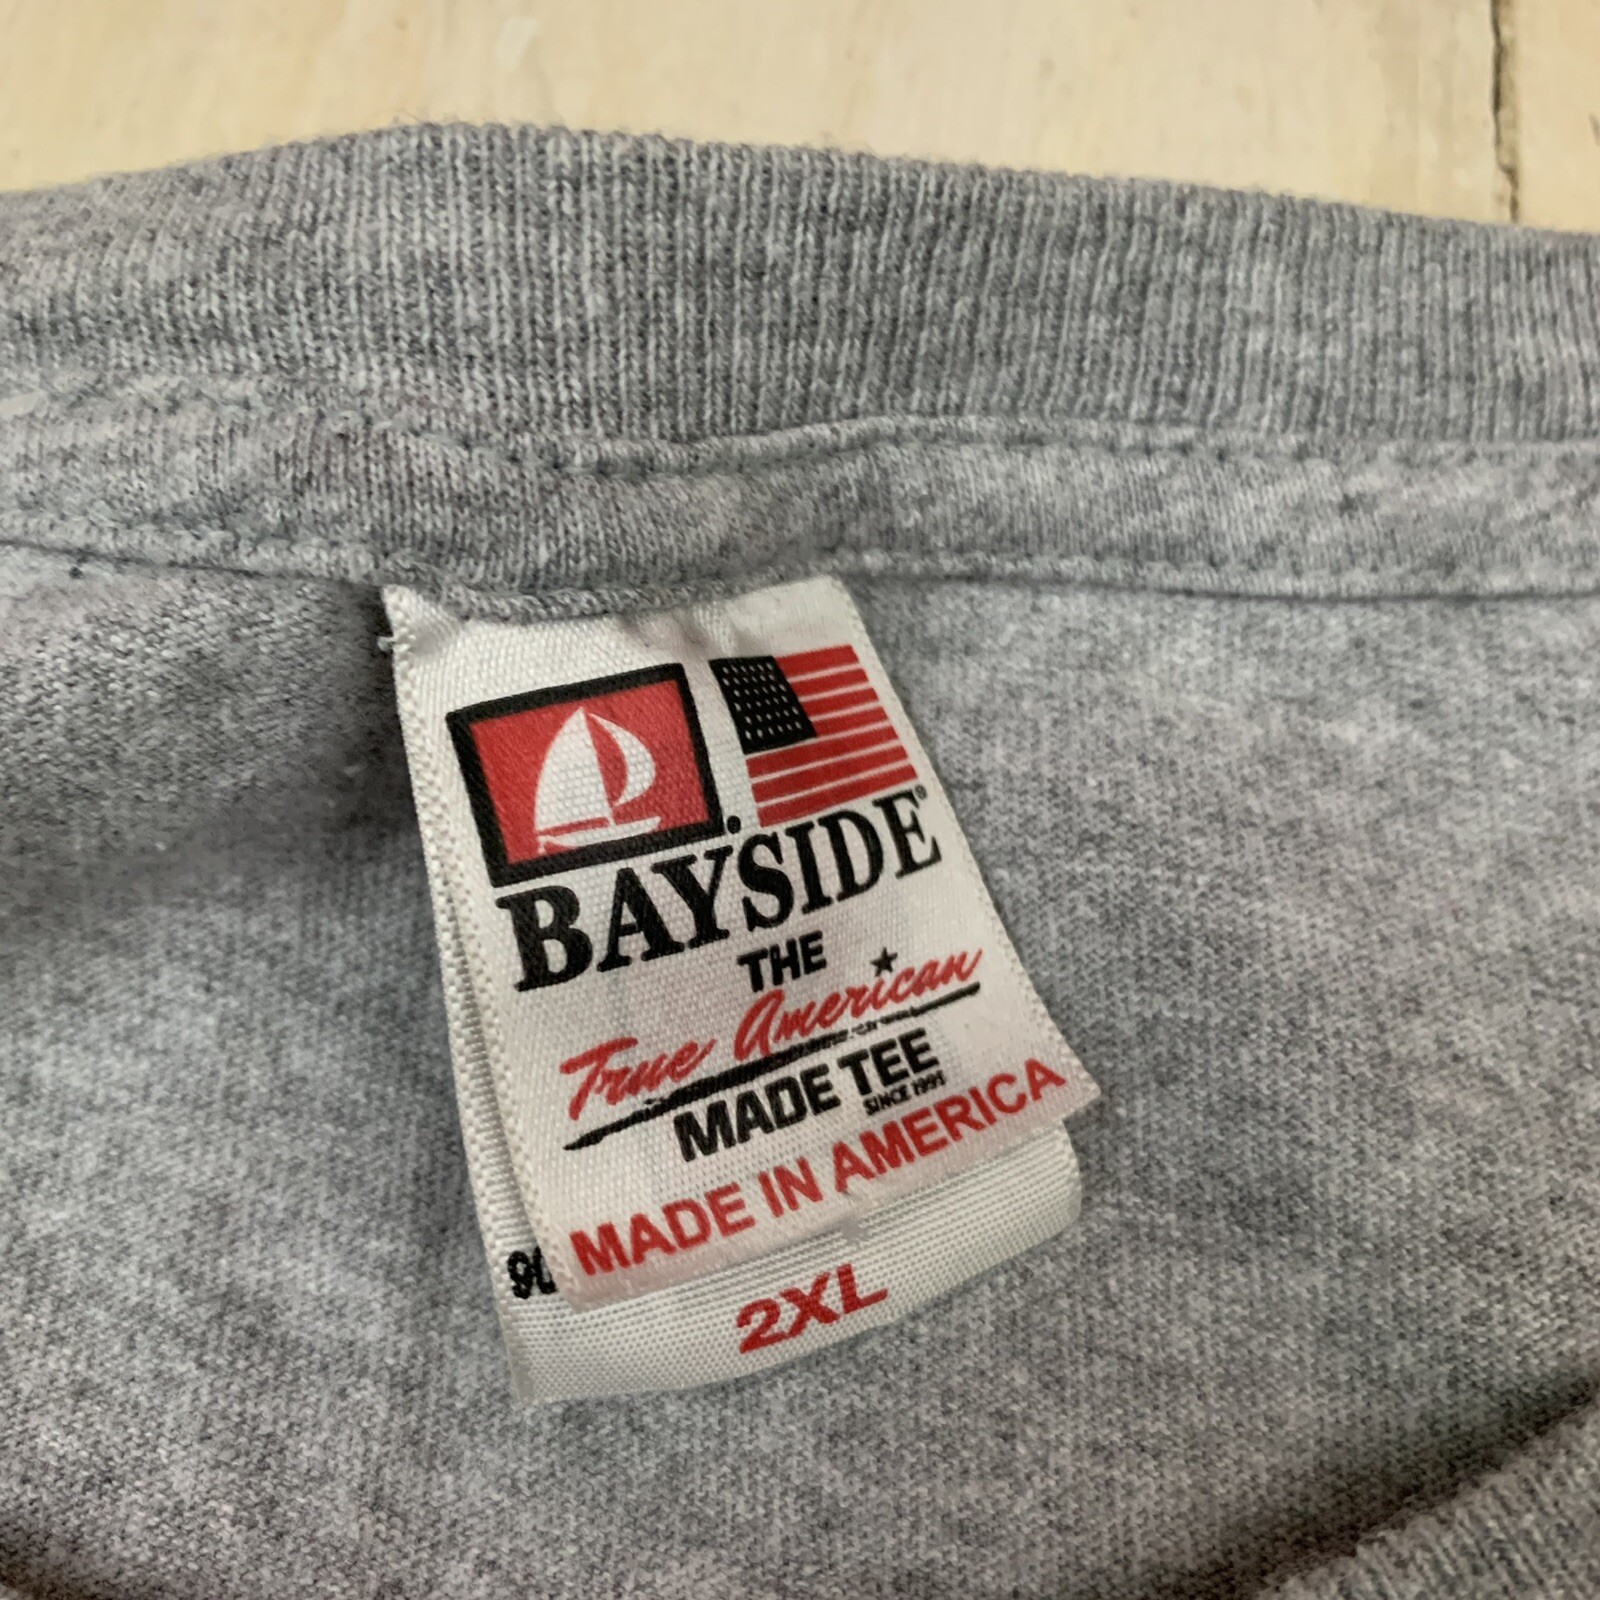 BAYSIDE®
THE
True American
MADE TEE
SINCE 1991
MADE IN AMERICA
2XL